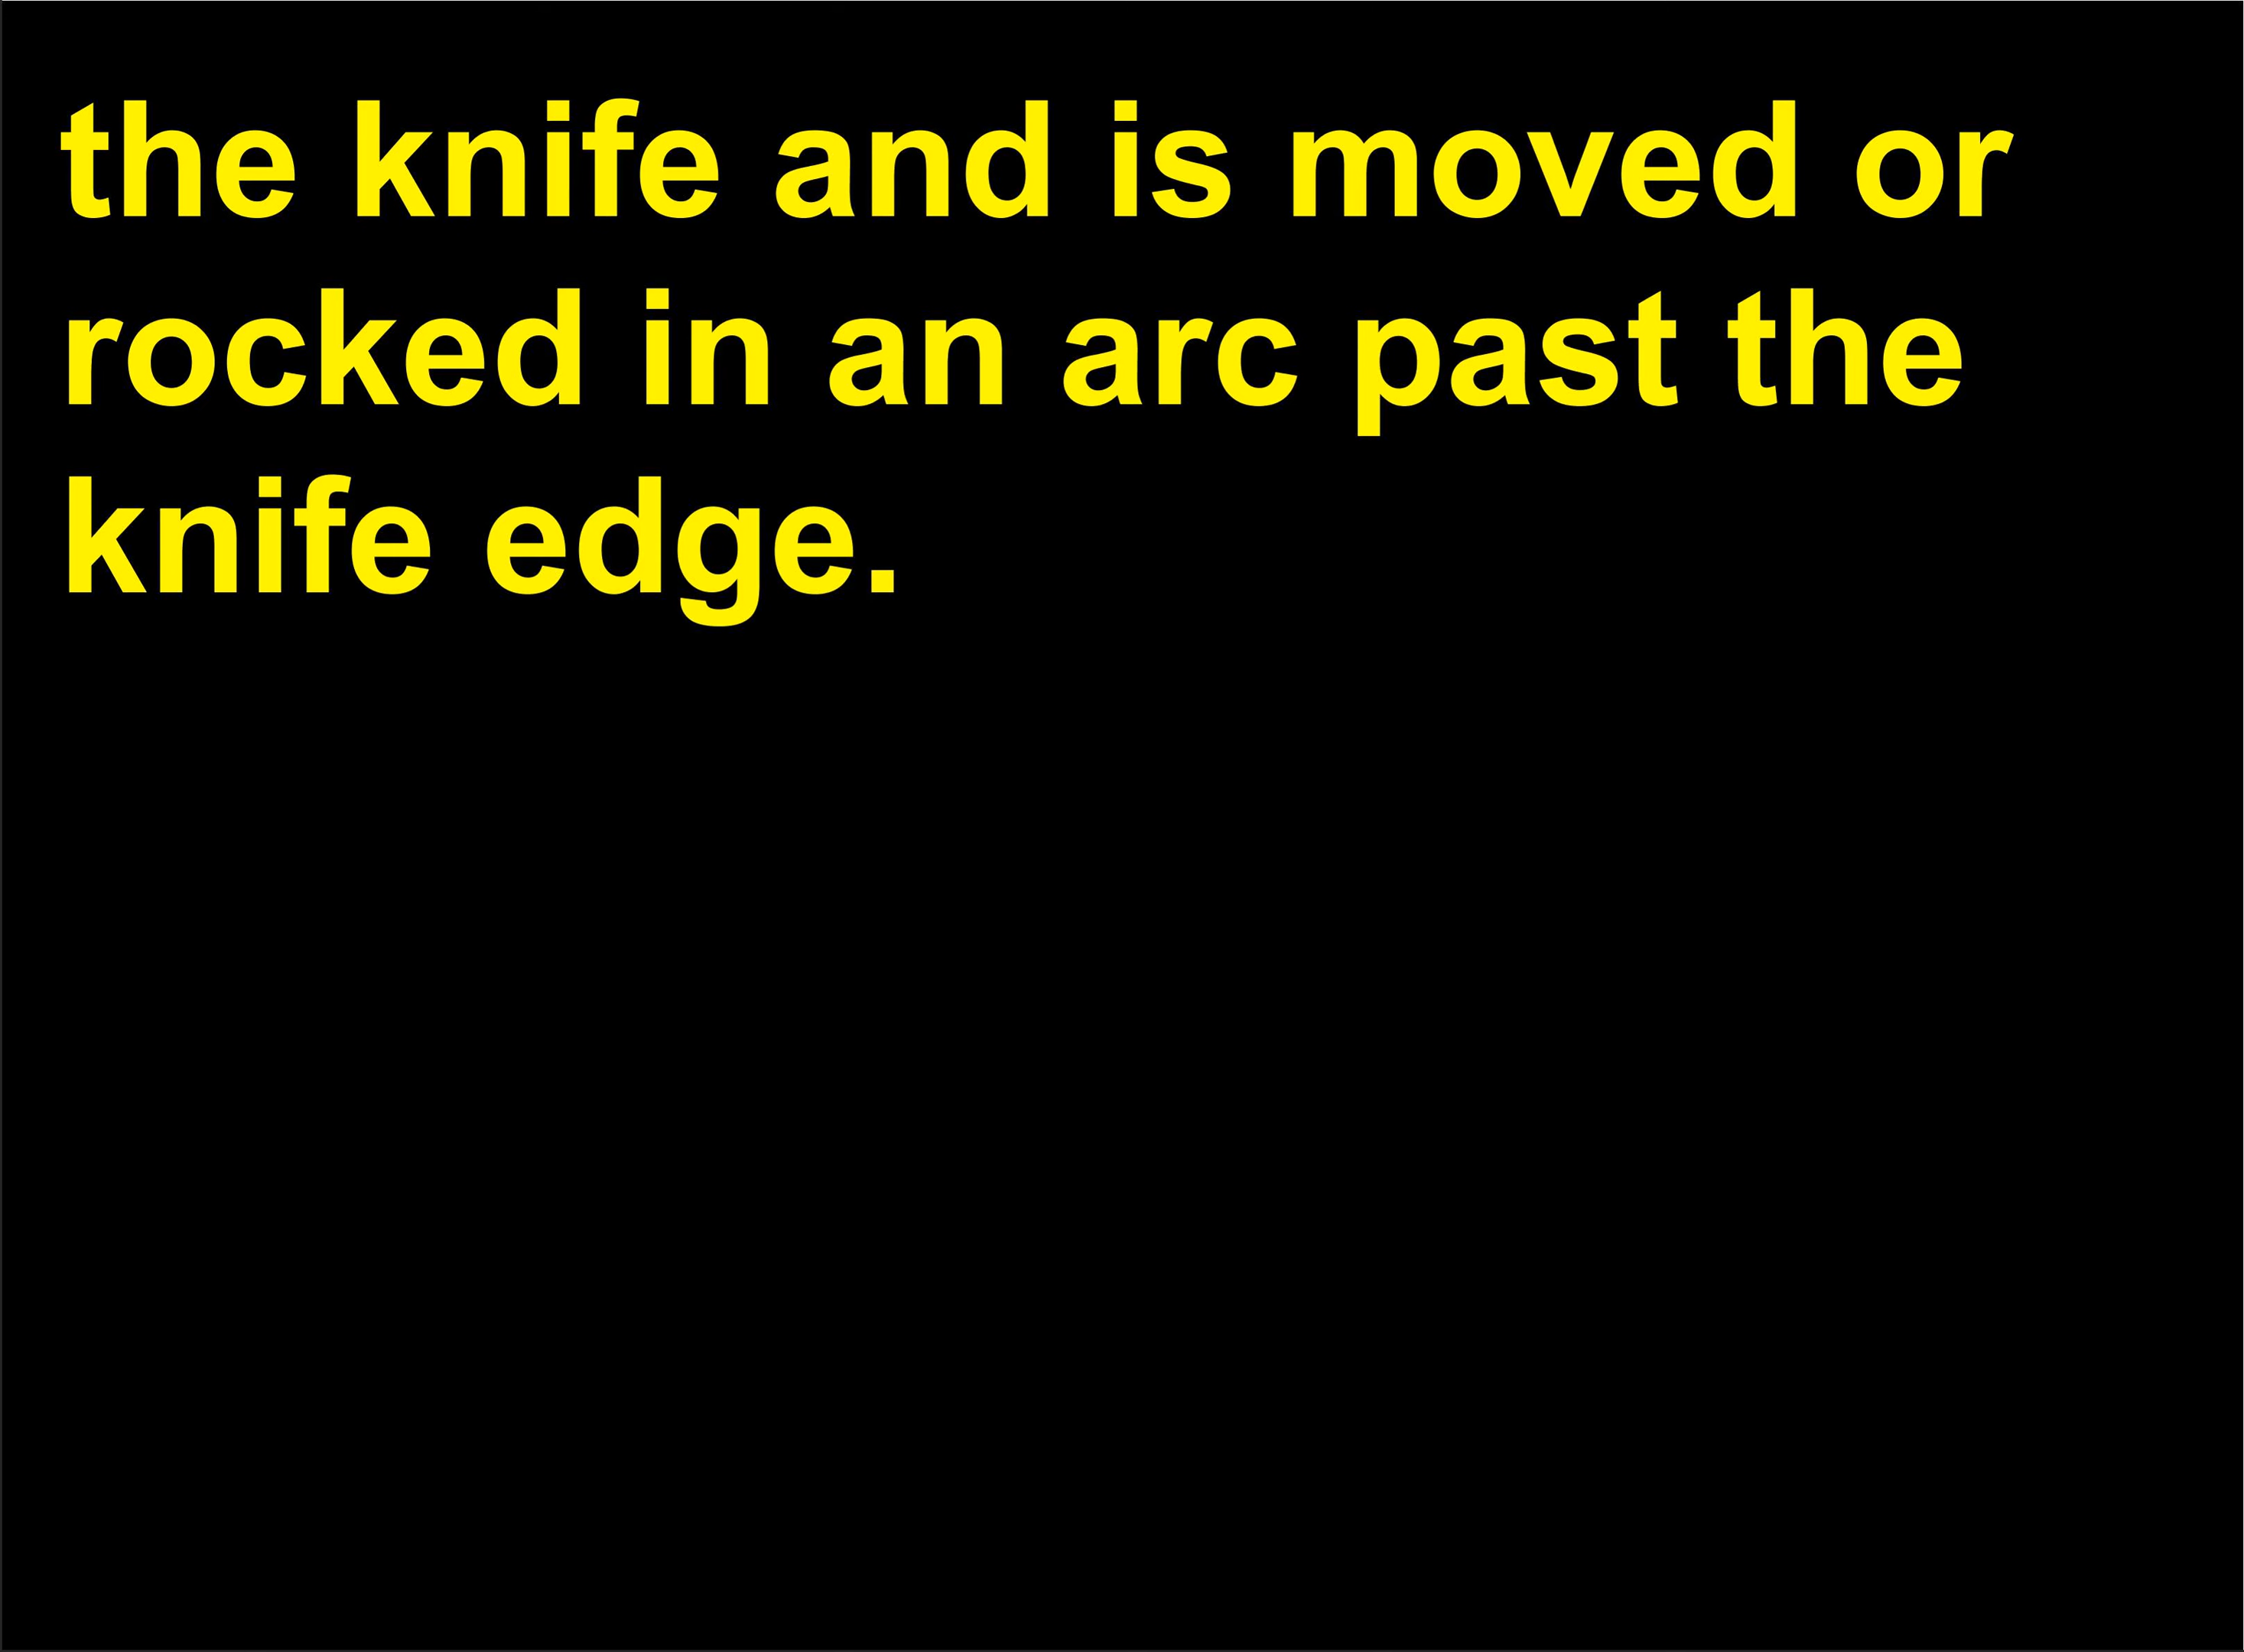 the knife and is moved or
rocked in an arc past the
knife edge.